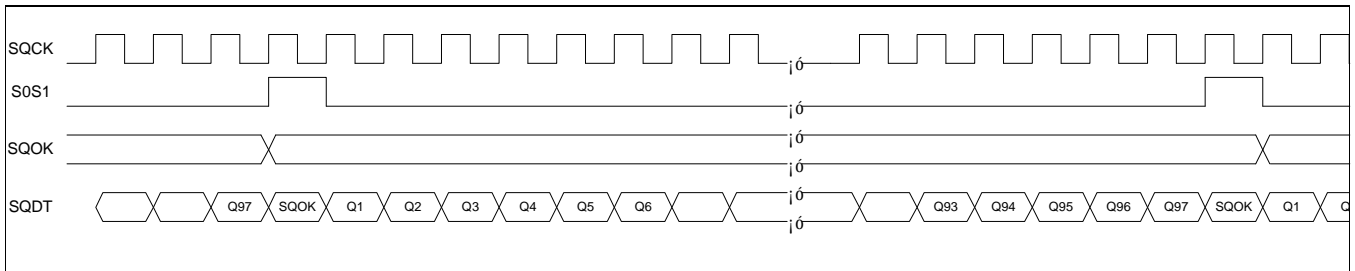 SQCK
¡ó
S0S1
¡ó
¡ó
SQOK
¡ó
¡ó
SQDT Q97 SQOK Q1 Q2 Q3 Q4 Q5 Q6 ¡ó Q93 Q94 Q95 Q96 Q97 SQOK Q1 Q
¡ó